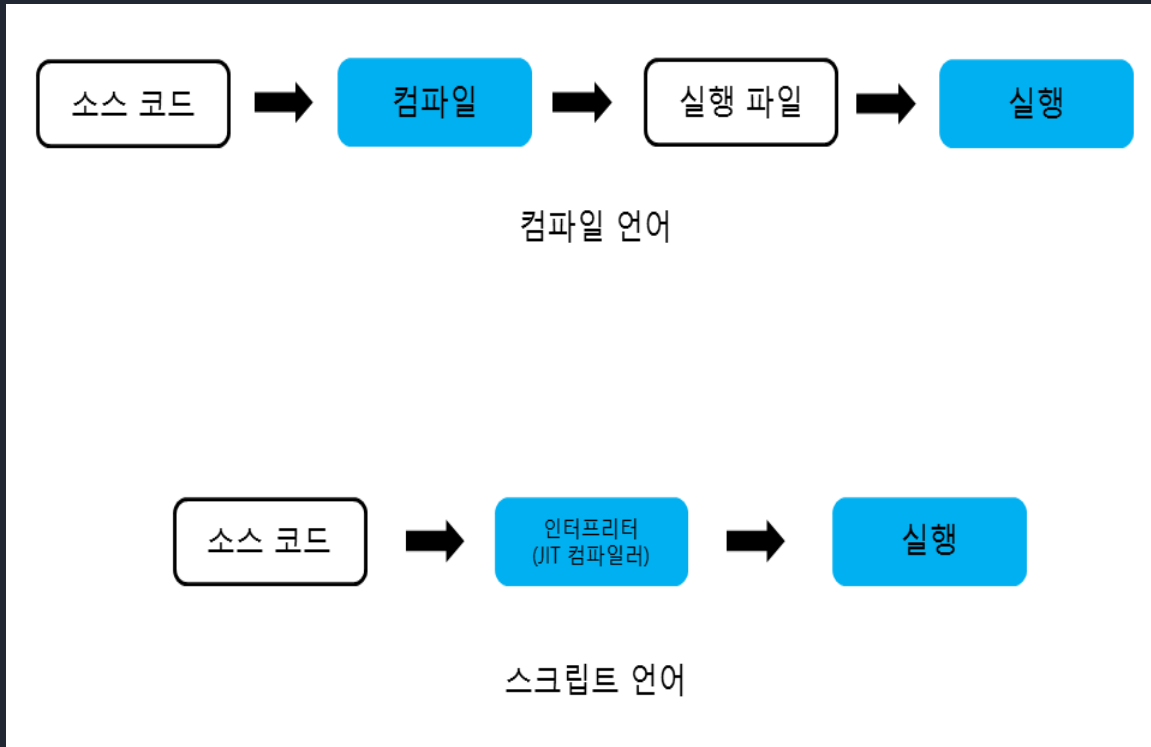 소스 코드
컴파일
실행 파일
실행
컴파일 언어
소스 코드
인터프리터
(JIT 컴파일러)
실행
스크립트 언어